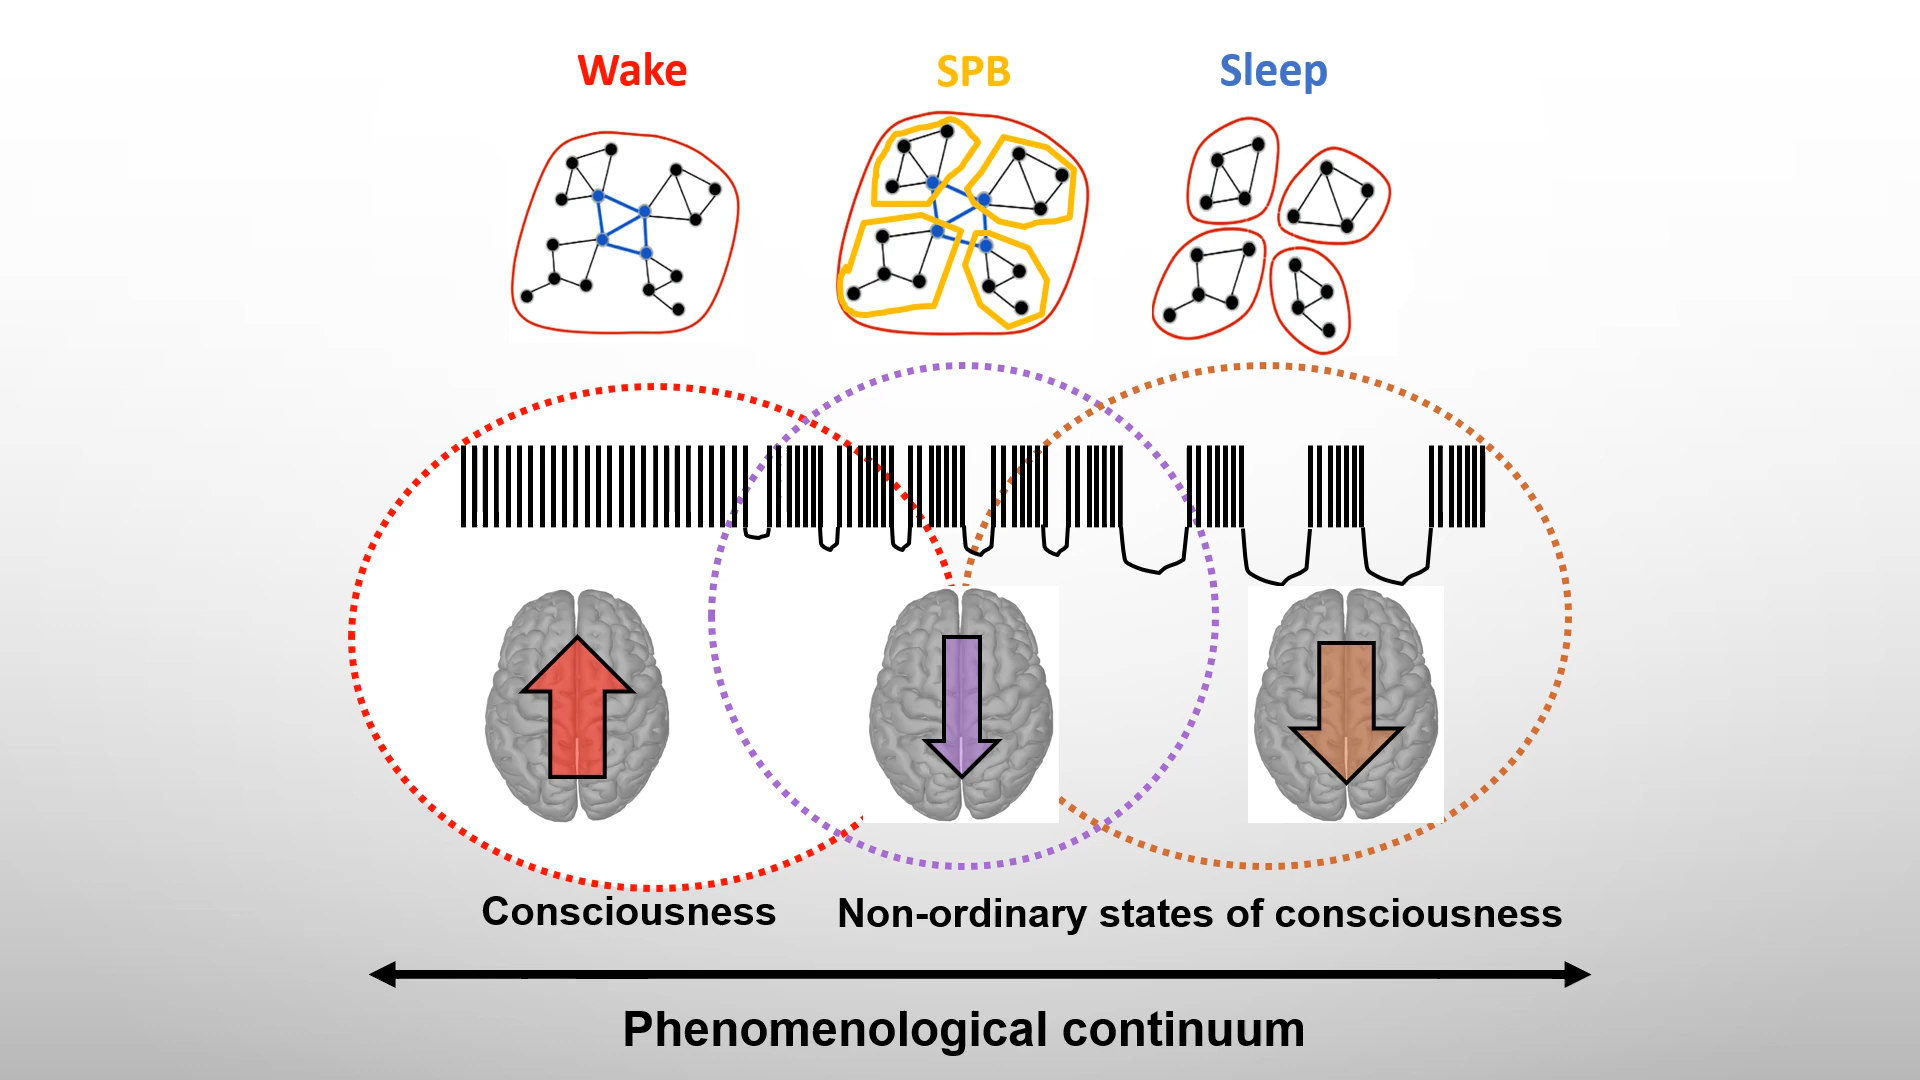 Wake
SPB
Sleep
Consciousness
Non-ordinary states of consciousness
Phenomenological continuum